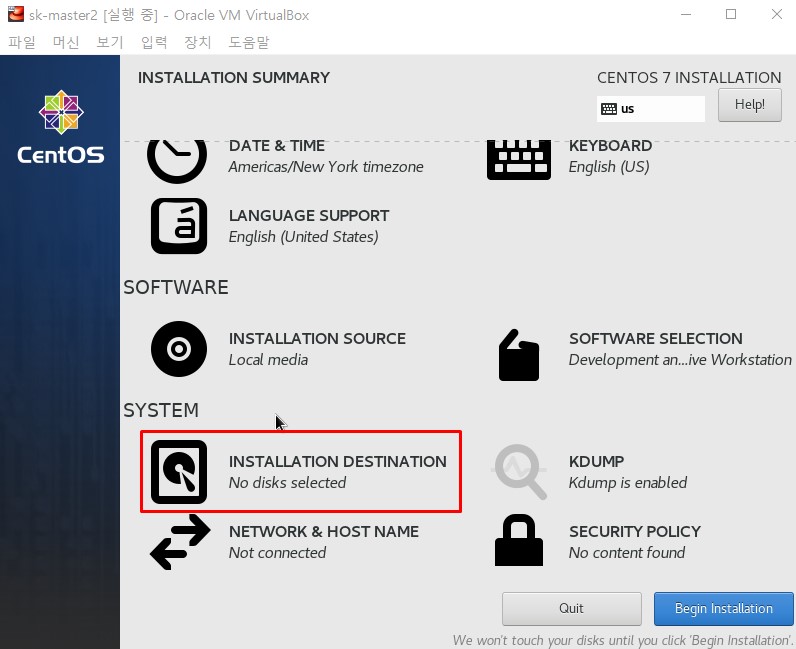 sk-master2 [실행 중] - Oracle VM VirtualBox
파일 머신 보기 입력 장치 도움말
INSTALLATION SUMMARY
CENTOS 7 INSTALLATION
us
Help!
CentOS
DATE & TIME
Americas/New York timezone
KEYBOARD
English (US)
LANGUAGE SUPPORT
English (United States)
SOFTWARE
INSTALLATION SOURCE
Local media
SOFTWARE SELECTION
Development an...ive Workstation
SYSTEM
INSTALLATION DESTINATION
No disks selected
KDUMP
Kdump is enabled
NETWORK & HOST NAME
Not connected
SECURITY POLICY
No content found
Quit
Begin Installation
We won't touch your disks until you click 'Begin Installation'.